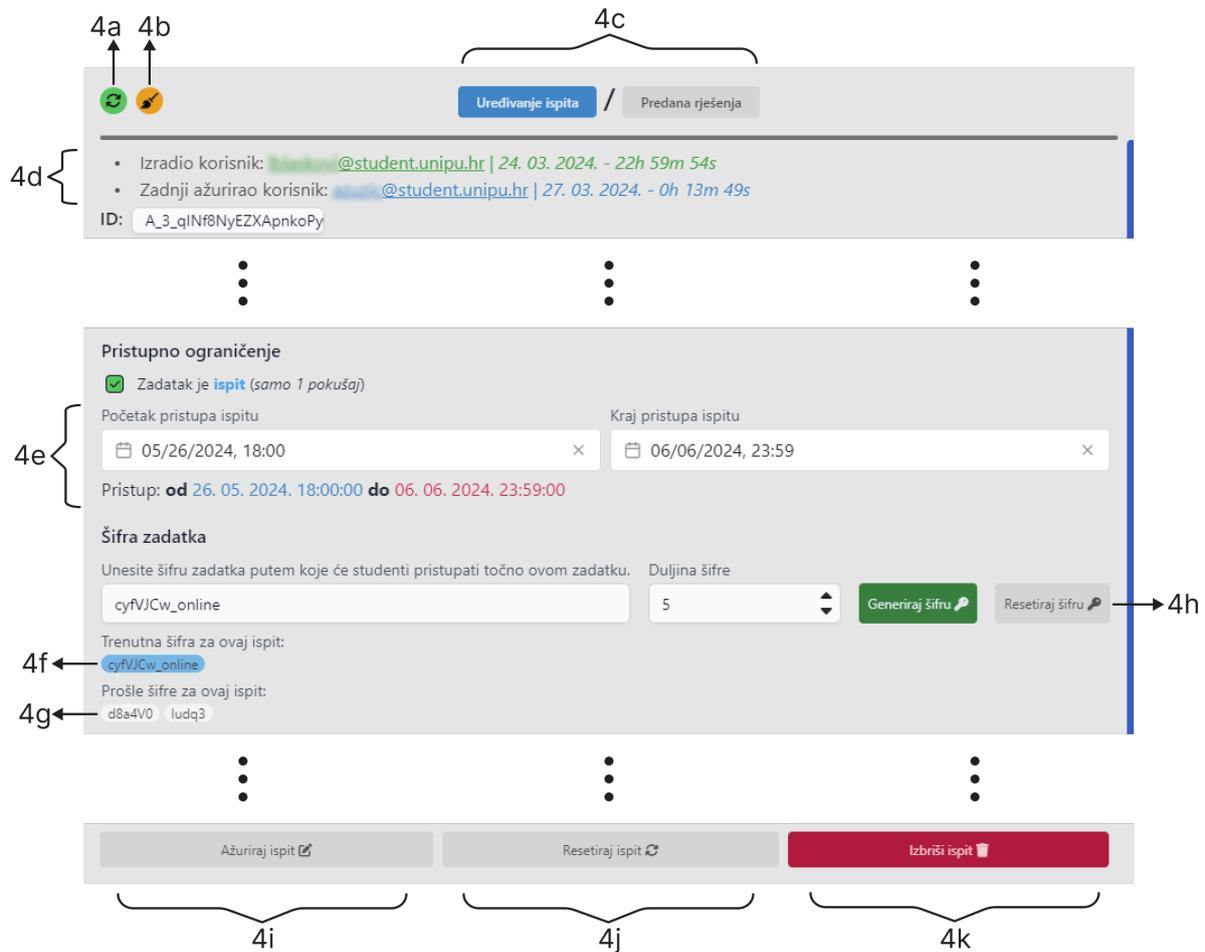 4a 4b 4c
Uređivanje ispita / Predana rješenja
4d
• Izradio korisnik: @student.unipu.hr | 24. 03. 2024. - 22h 59m 54s
• Zadnji ažurirao korisnik: @student.unipu.hr | 27. 03. 2024. - 0h 13m 49s
ID: A_3_qINf8NyEZXApnkoPy
Pristupno ograničenje
Zadatak je ispit (samo 1 pokušaj)
Početak pristupa ispitu Kraj pristupa ispitu
4e
05/26/2024, 18:00 06/06/2024, 23:59
Pristup: od 26. 05. 2024. 18:00:00 do 06. 06. 2024. 23:59:00
Šifra zadatka
Unesite šifru zadatka putem koje će studenti pristupati točno ovom zadatku. Duljina šifre
cyfVJCw_online 5 Generiraj šifru Resetiraj šifru 4h
Trenutna šifra za ovaj ispit:
4f cyfVJCw_online
Prošle šifre za ovaj ispit:
4g d8a4V0 ludq3
Ažuriraj ispit Resetiraj ispit Izbriši ispit
4i 4j 4k